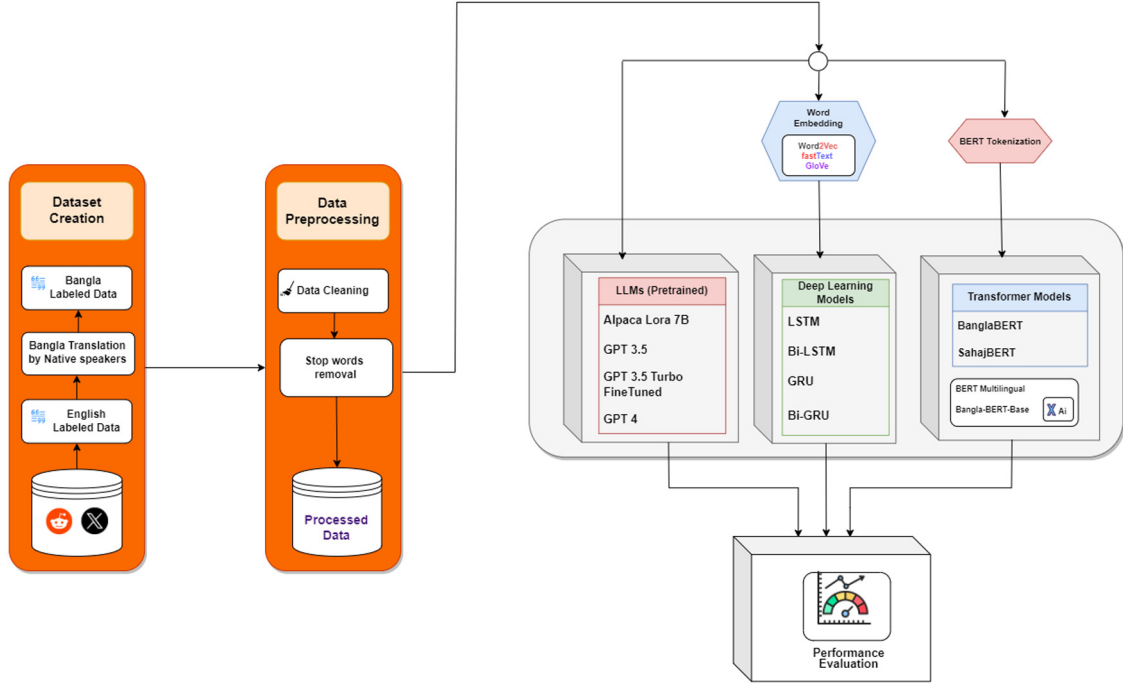 Dataset
Creation
Bangla
Labeled Data
Bangla Translation
by Native speakers
English
Labeled Data
Data
Preprocessing
Data Cleaning
Stop words
removal
Processed
Data
Word
Embedding
Word2Vec
fastText
GloVe
BERT Tokenization
LLMs (Pretrained)
Alpaca Lora 7B
GPT 3.5
GPT 3.5 Turbo
FineTuned
GPT 4
Deep Learning
Models
LSTM
Bi-LSTM
GRU
Bi-GRU
Transformer Models
BanglaBERT
SahajBERT
BERT Multilingual
Bangla-BERT-Base
X Ai
Performance
Evaluation